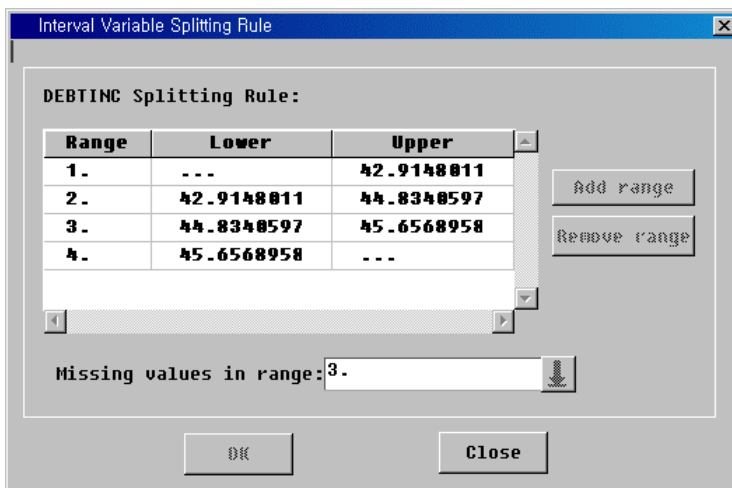 Interval Variable Splitting Rule
DEBTINC Splitting Rule:
Range Lower Upper
1. ... 42.9148011
2. 42.9148011 44.8340597
3. 44.8340597 45.6568958
4. 45.6568958 ...
Add range
Remove range
Missing values in range: 3.
OK Close